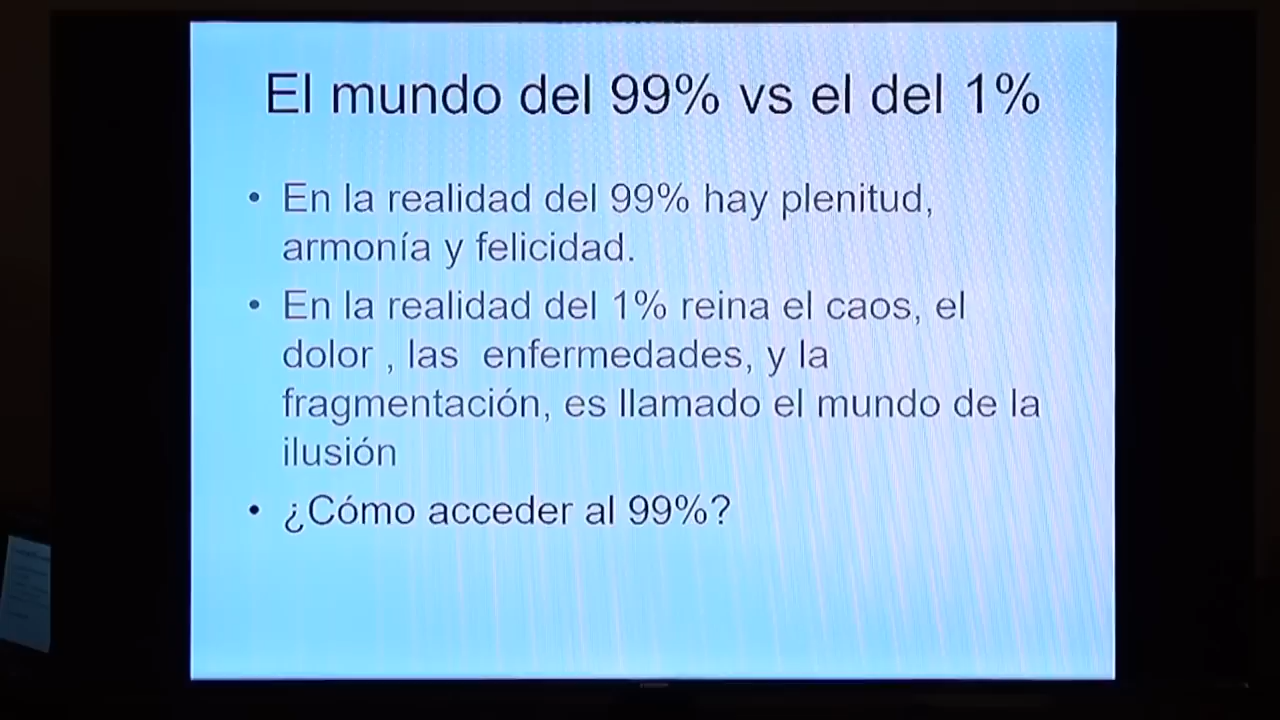 El mundo del 99% vs el del 1%
• En la realidad del 99% hay plenitud,
armonía y felicidad.
• En la realidad del 1% reina el caos, el
dolor , las  enfermedades, y la
fragmentación, es llamado el mundo de la
ilusión
• ¿Cómo acceder al 99%?